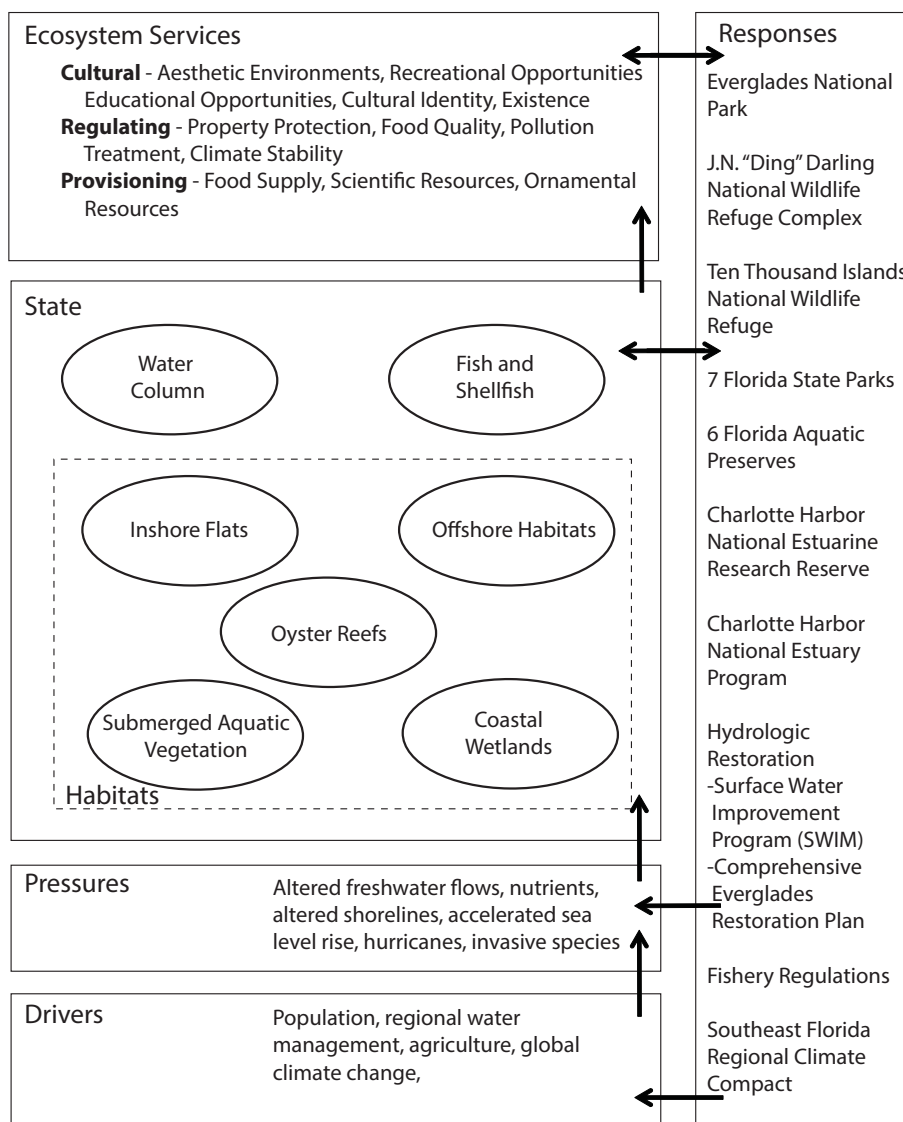 Ecosystem Services
Cultural - Aesthetic Environments, Recreational Opportunities
Educational Opportunities, Cultural Identity, Existence
Regulating - Property Protection, Food Quality, Pollution
Treatment, Climate Stability
Provisioning - Food Supply, Scientific Resources, Ornamental
Resources
State
Water
Column
Fish and
Shellfish
Inshore Flats
Offshore Habitats
Oyster Reefs
Submerged Aquatic
Vegetation
Coastal
Wetlands
Habitats
Pressures
Altered freshwater flows, nutrients,
altered shorelines, accelerated sea
level rise, hurricanes, invasive species
Drivers
Population, regional water
management, agriculture, global
climate change,
Responses
Everglades National
Park
J.N. “Ding” Darling
National Wildlife
Refuge Complex
Ten Thousand Islands
National Wildlife
Refuge
7 Florida State Parks
6 Florida Aquatic
Preserves
Charlotte Harbor
National Estuarine
Research Reserve
Charlotte Harbor
National Estuary
Program
Hydrologic
Restoration
-Surface Water
Improvement
Program (SWIM)
-Comprehensive
Everglades
Restoration Plan
Fishery Regulations
Southeast Florida
Regional Climate
Compact